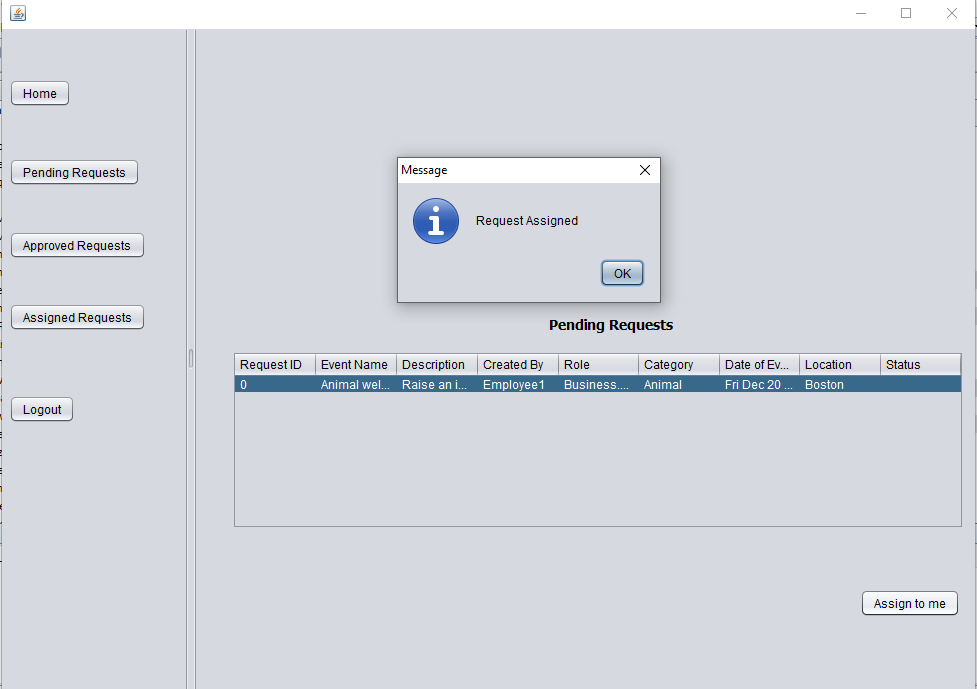 Home
Pending Requests
Approved Requests
Assigned Requests
Logout
Message
Request Assigned
OK
Pending Requests
Request ID Event Name Description Created By Role Category Date of Ev... Location Status
0 Animal wel... Raise an i... Employee1 Business.... Animal Fri Dec 20 ... Boston
Assign to me